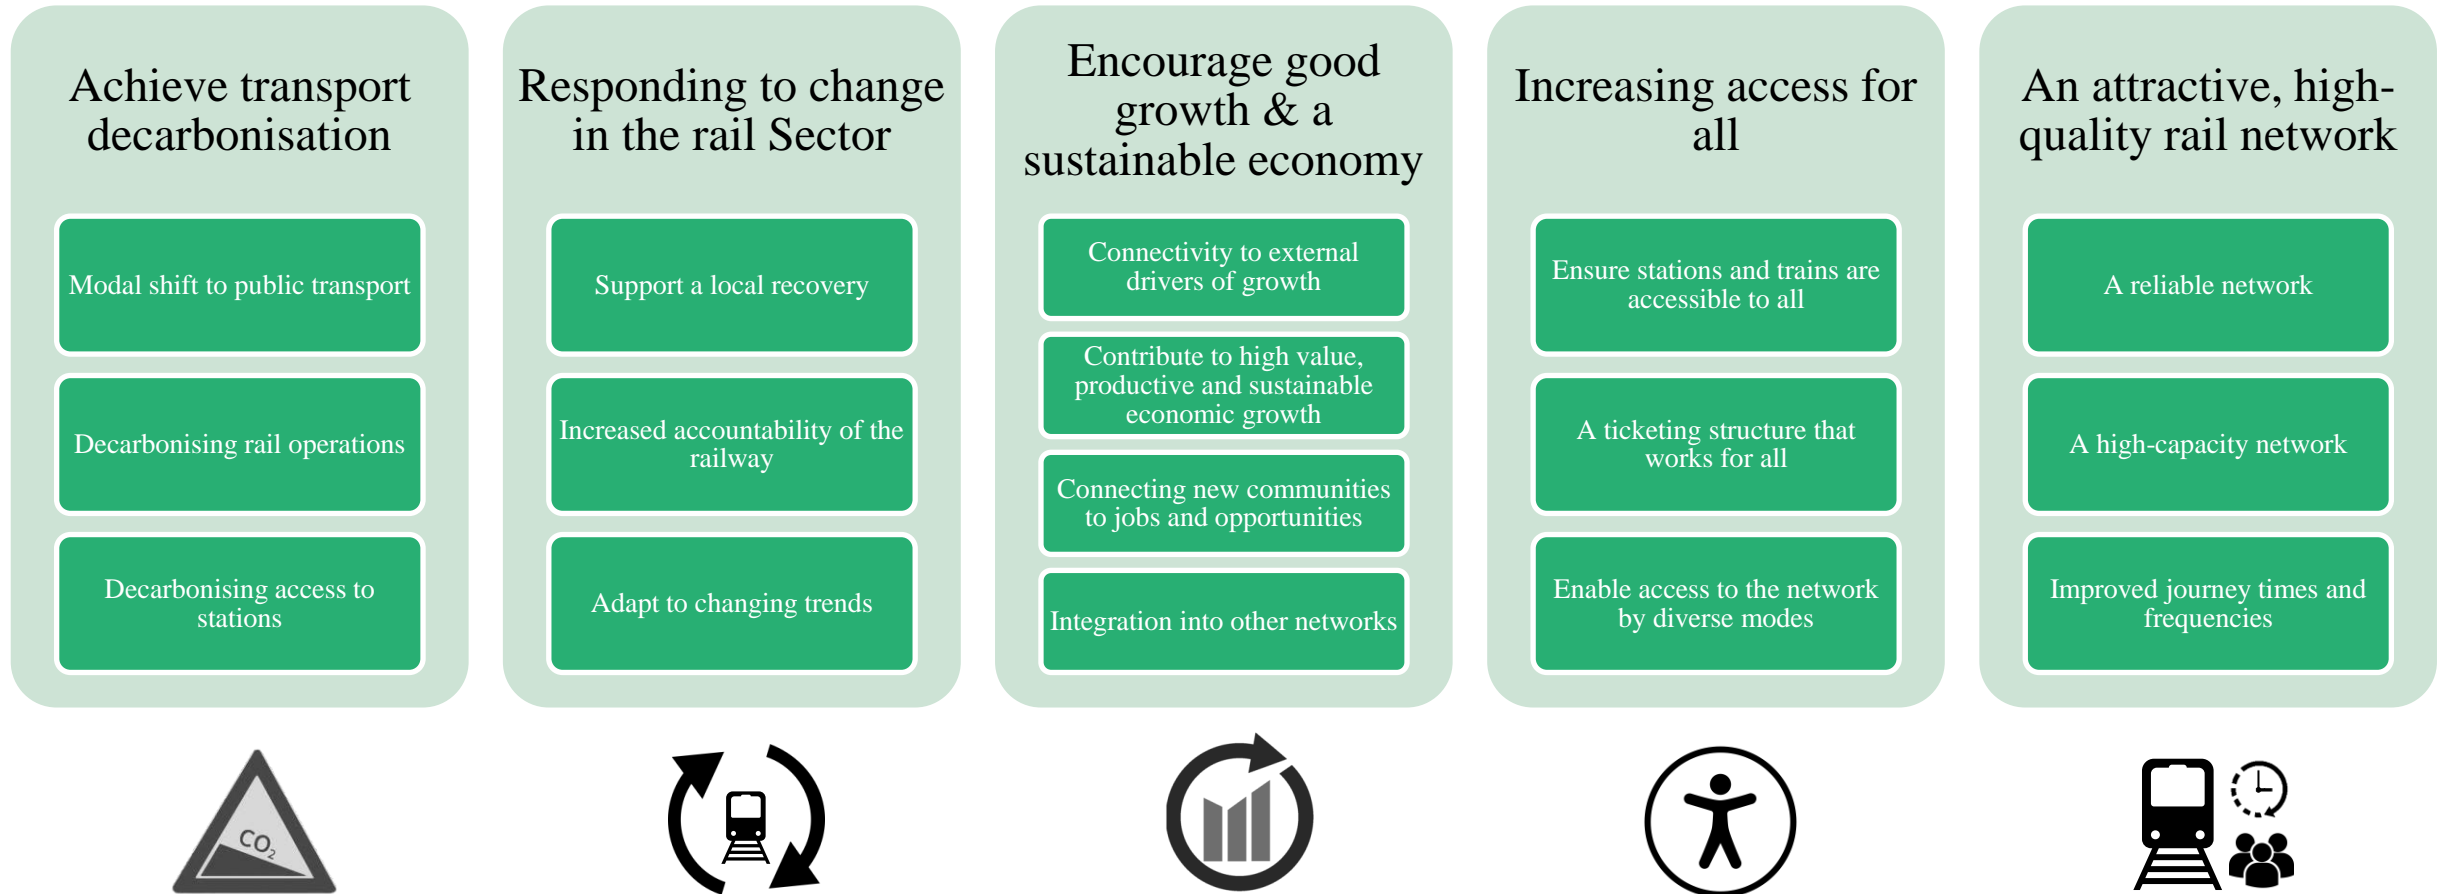 Achieve transport
decarbonisation
Modal shift to public transport
Decarbonising rail operations
Decarbonising access to
stations
Responding to change
in the rail Sector
Support a local recovery
Increased accountability of the
railway
Adapt to changing trends
Encourage good
growth & a
sustainable economy
Connectivity to external
drivers of growth
Contribute to high value,
productive and sustainable
economic growth
Connecting new communities
to jobs and opportunities
Integration into other networks
Increasing access for
all
Ensure stations and trains are
accessible to all
A ticketing structure that
works for all
Enable access to the network
by diverse modes
An attractive, high-
quality rail network
A reliable network
A high-capacity network
Improved journey times and
frequencies
CO2